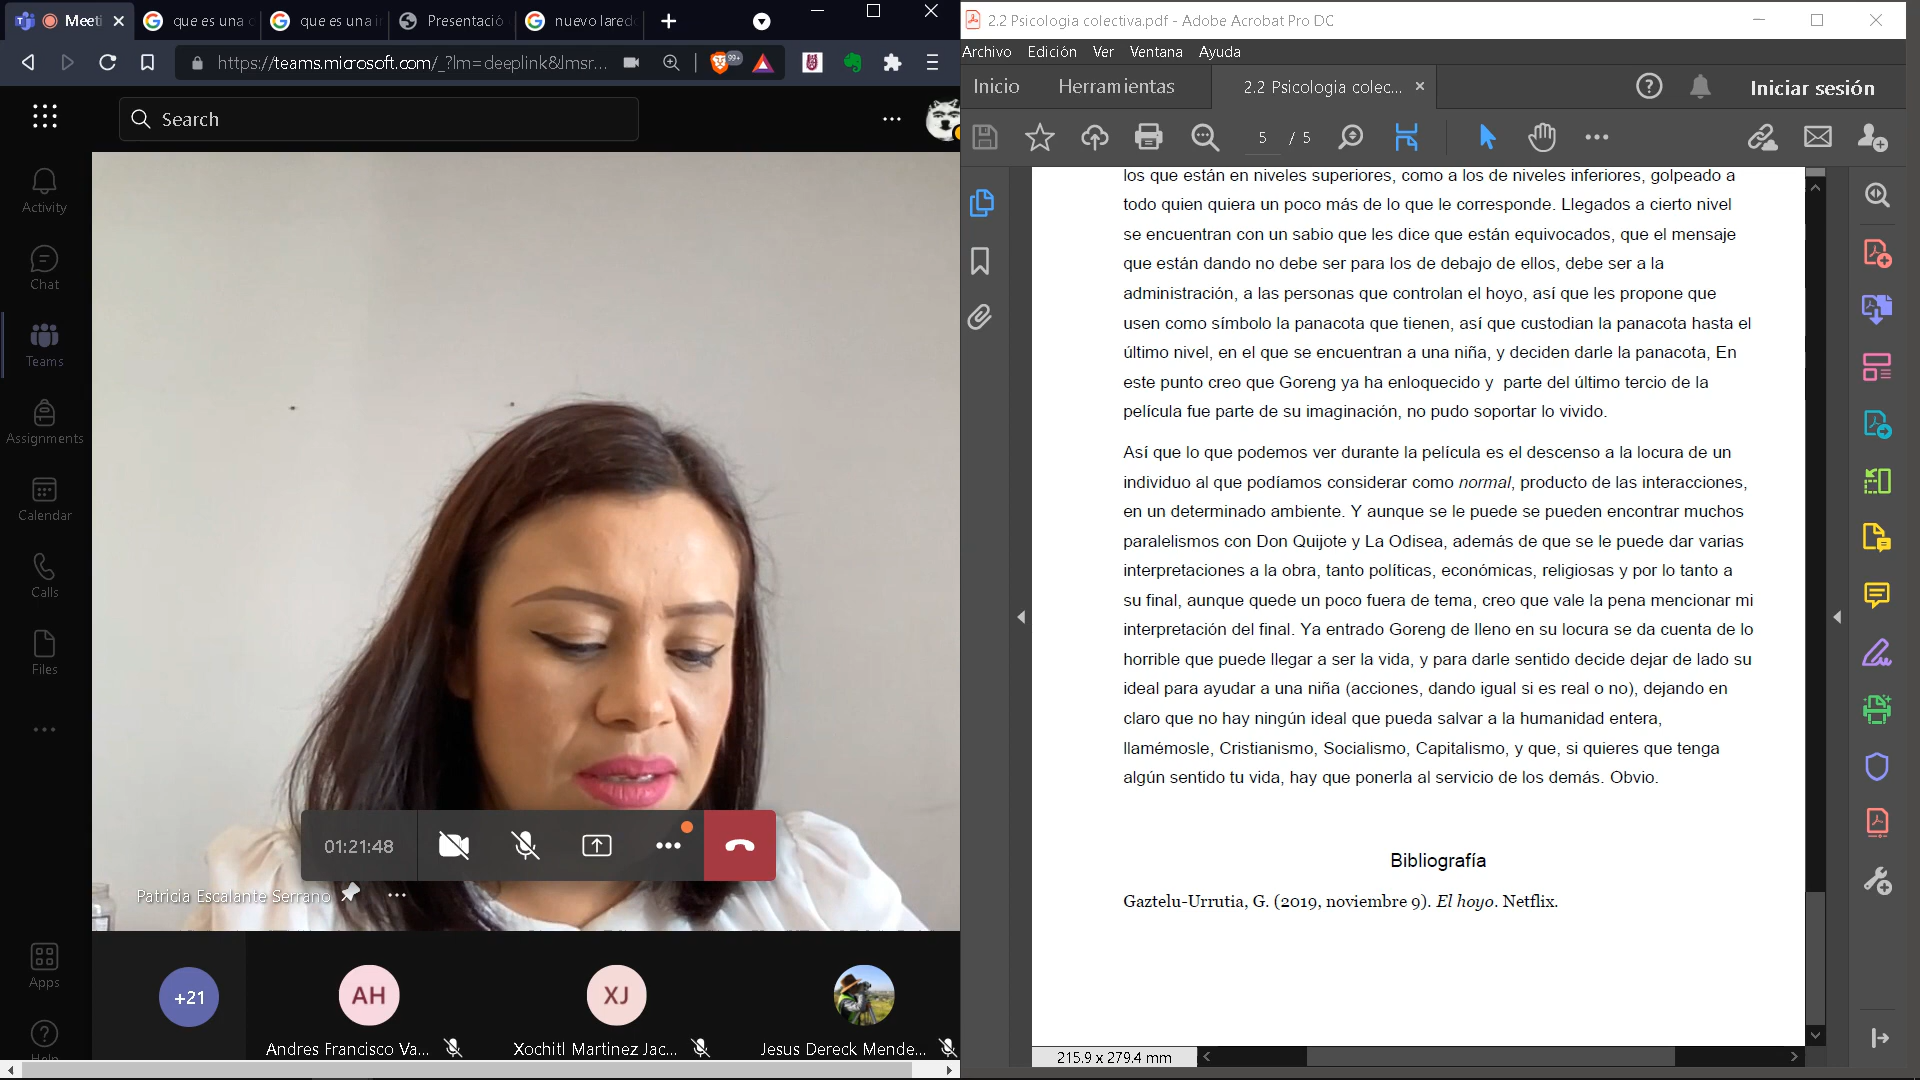 Meeti
que es una c
que es una in
Presentació
nuevo lared
https://teams.microsoft.com/_?lm=deeplink&lmsr...
99+
Search
Activity
Chat
Teams
Assignments
Calendar
Calls
Files
Apps
Help
01:21:48
Patricia Escalante Serrano
+21
AH
XJ
Andres Francisco Va...
Xochitl Martinez Jac...
Jesus Dereck Mende...
2.2 Psicologia colectiva.pdf - Adobe Acrobat Pro DC
Archivo Edición Ver Ventana Ayuda
Inicio Herramientas 2.2 Psicologia colec... Iniciar sesión
5 / 5
los que están en niveles superiores, como a los de niveles inferiores, golpeado a
todo quien quiera un poco más de lo que le corresponde. Llegados a cierto nivel
se encuentran con un sabio que les dice que están equivocados, que el mensaje
que están dando no debe ser para los de debajo de ellos, debe ser a la
administración, a las personas que controlan el hoyo, así que les propone que
usen como símbolo la panacota que tienen, así que custodian la panacota hasta el
último nivel, en el que se encuentran a una niña, y deciden darle la panacota, En
este punto creo que Goreng ya ha enloquecido y parte del último tercio de la
película fue parte de su imaginación, no pudo soportar lo vivido.
Así que lo que podemos ver durante la película es el descenso a la locura de un
individuo al que podíamos considerar como normal, producto de las interacciones,
en un determinado ambiente. Y aunque se le puede se pueden encontrar muchos
paralelismos con Don Quijote y La Odisea, además de que se le puede dar varias
interpretaciones a la obra, tanto políticas, económicas, religiosas y por lo tanto a
su final, aunque quede un poco fuera de tema, creo que vale la pena mencionar mi
interpretación del final. Ya entrado Goreng de lleno en su locura se da cuenta de lo
horrible que puede llegar a ser la vida, y para darle sentido decide dejar de lado su
ideal para ayudar a una niña (acciones, dando igual si es real o no), dejando en
claro que no hay ningún ideal que pueda salvar a la humanidad entera,
llamémosle, Cristianismo, Socialismo, Capitalismo, y que, si quieres que tenga
algún sentido tu vida, hay que ponerla al servicio de los demás. Obvio.
Bibliografía
Gaztelu-Urrutia, G. (2019, noviembre 9). El hoyo. Netflix.
215.9 x 279.4 mm